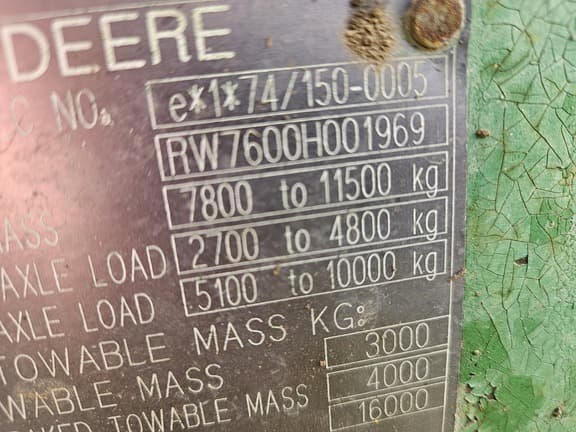 DEERE
C NO. e*1*74/150-0005
RW7600H001969
MASS 7800 to 11500 kg
AXLE LOAD 2700 to 4800 kg
AXLE LOAD 5100 to 10000 kg
TOWABLE MASS KG:
WABLE MASS 3000
TOWABLE MASS 4000
16000